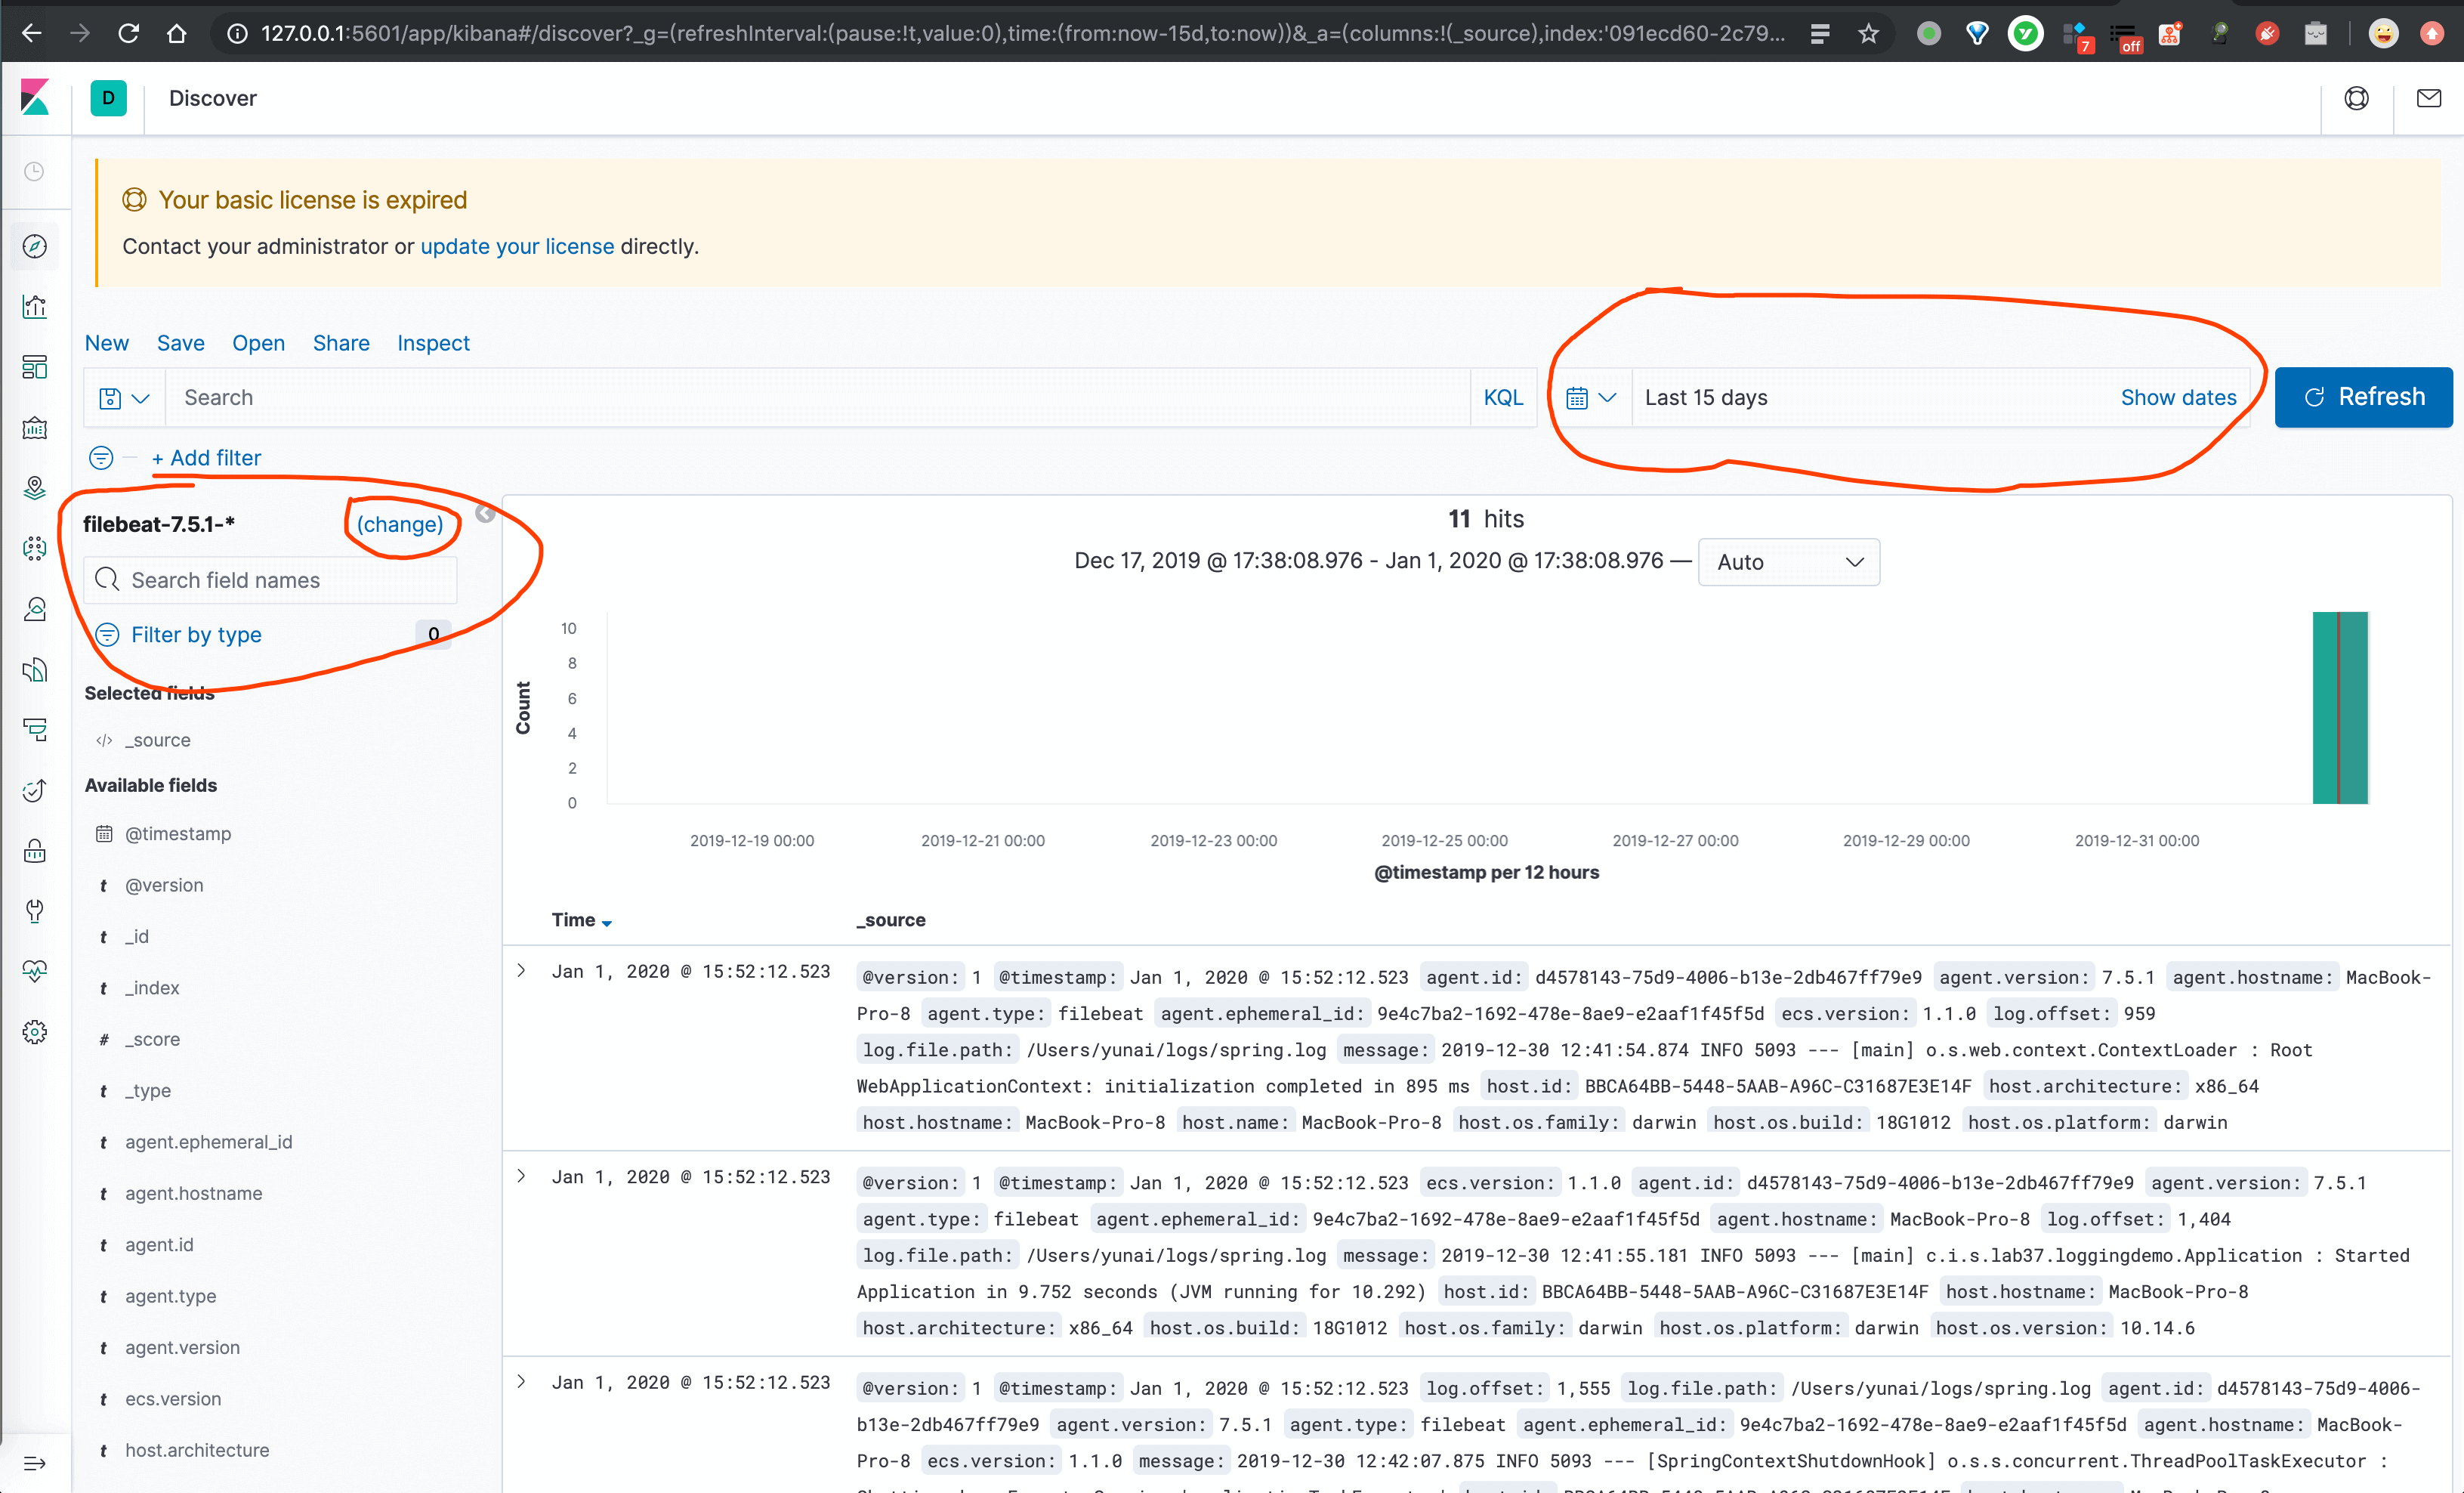 127.0.0.1:5601/app/kibana#/discover?_g=(refreshInterval:(pause:!t,value:0),time:(from:now-15d,to:now))&_a=(columns:!(_source),index:'091ecd60-2c79...
7
off
D
Discover
Your basic license is expired
Contact your administrator or update your license directly.
New Save Open Share Inspect
Search
KQL
Last 15 days
Show dates
Refresh
+ Add filter
filebeat-7.5.1-*
(change)
Search field names
Filter by type
0
Selected fields
_source
Available fields
@timestamp
t @version
t _id
t _index
# _score
t _type
t agent.ephemeral_id
t agent.hostname
t agent.id
t agent.type
t agent.version
t ecs.version
t host.architecture
11 hits
Dec 17, 2019 @ 17:38:08.976 - Jan 1, 2020 @ 17:38:08.976 —
Auto
Count
10
8
6
4
2
0
2019-12-19 00:00 2019-12-21 00:00 2019-12-23 00:00 2019-12-25 00:00 2019-12-27 00:00 2019-12-29 00:00 2019-12-31 00:00
@timestamp per 12 hours
Time _source
Jan 1, 2020 @ 15:52:12.523 @version: 1 @timestamp: Jan 1, 2020 @ 15:52:12.523 agent.id: d4578143-75d9-4006-b13e-2db467ff79e9 agent.version: 7.5.1 agent.hostname: MacBook-
Pro-8 agent.type: filebeat agent.ephemeral_id: 9e4c7ba2-1692-478e-8ae9-e2aaf1f45f5d ecs.version: 1.1.0 log.offset: 959
log.file.path: /Users/yunai/logs/spring.log message: 2019-12-30 12:41:54.874 INFO 5093 --- [main] o.s.web.context.ContextLoader : Root
WebApplicationContext: initialization completed in 895 ms host.id: BBCA64BB-5448-5AAB-A96C-C31687E3E14F host.architecture: x86_64
host.hostname: MacBook-Pro-8 host.name: MacBook-Pro-8 host.os.family: darwin host.os.build: 18G1012 host.os.platform: darwin
Jan 1, 2020 @ 15:52:12.523 @version: 1 @timestamp: Jan 1, 2020 @ 15:52:12.523 ecs.version: 1.1.0 agent.id: d4578143-75d9-4006-b13e-2db467ff79e9 agent.version: 7.5.1
agent.type: filebeat agent.ephemeral_id: 9e4c7ba2-1692-478e-8ae9-e2aaf1f45f5d agent.hostname: MacBook-Pro-8 log.offset: 1,404
log.file.path: /Users/yunai/logs/spring.log message: 2019-12-30 12:41:55.181 INFO 5093 --- [main] c.i.s.lab37.loggingdemo.Application : Started
Application in 9.752 seconds (JVM running for 10.292) host.id: BBCA64BB-5448-5AAB-A96C-C31687E3E14F host.hostname: MacBook-Pro-8
host.architecture: x86_64 host.os.build: 18G1012 host.os.family: darwin host.os.platform: darwin host.os.version: 10.14.6
Jan 1, 2020 @ 15:52:12.523 @version: 1 @timestamp: Jan 1, 2020 @ 15:52:12.523 log.offset: 1,555 log.file.path: /Users/yunai/logs/spring.log agent.id: d4578143-75d9-4006-
b13e-2db467ff79e9 agent.version: 7.5.1 agent.type: filebeat agent.ephemeral_id: 9e4c7ba2-1692-478e-8ae9-e2aaf1f45f5d agent.hostname: MacBook-
Pro-8 ecs.version: 1.1.0 message: 2019-12-30 12:42:07.875 INFO 5093 --- [SpringContextShutdownHook] o.s.s.concurrent.ThreadPoolTaskExecutor :